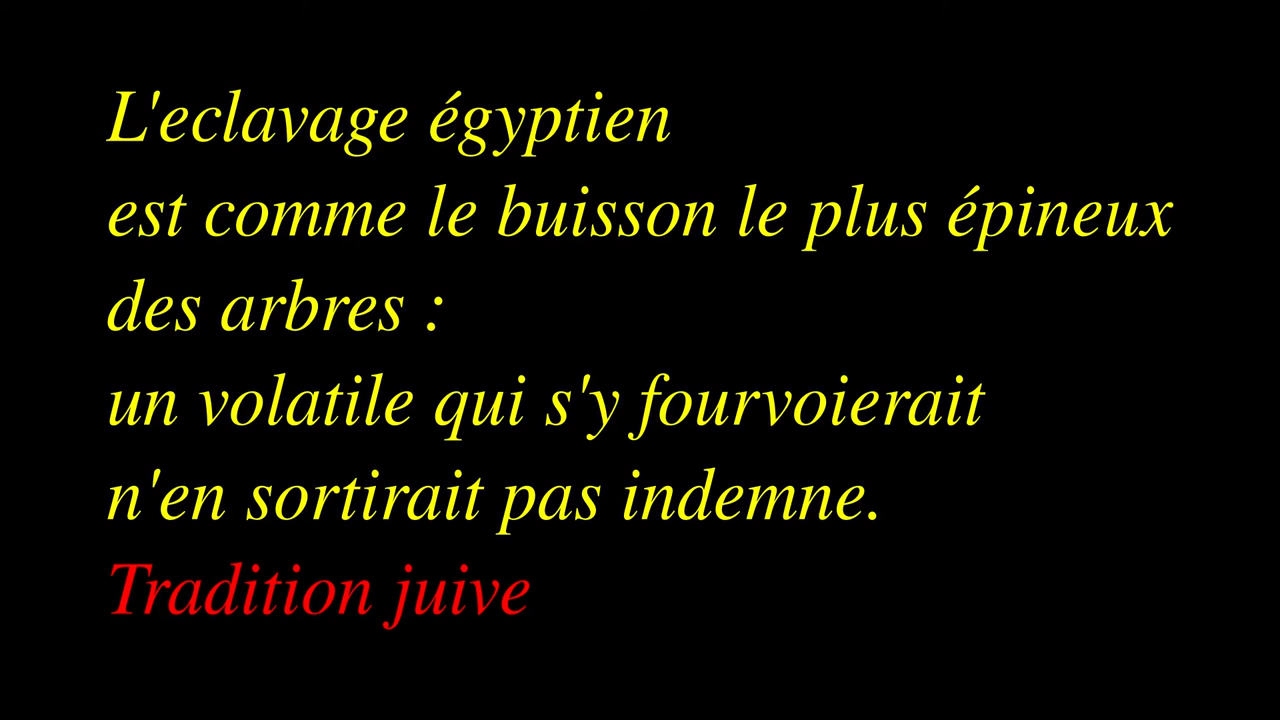 L'eclavage égyptien
est comme le buisson le plus épineux
des arbres :
un volatile qui s'y fourvoierait
n'en sortirait pas indemne.
Tradition juive